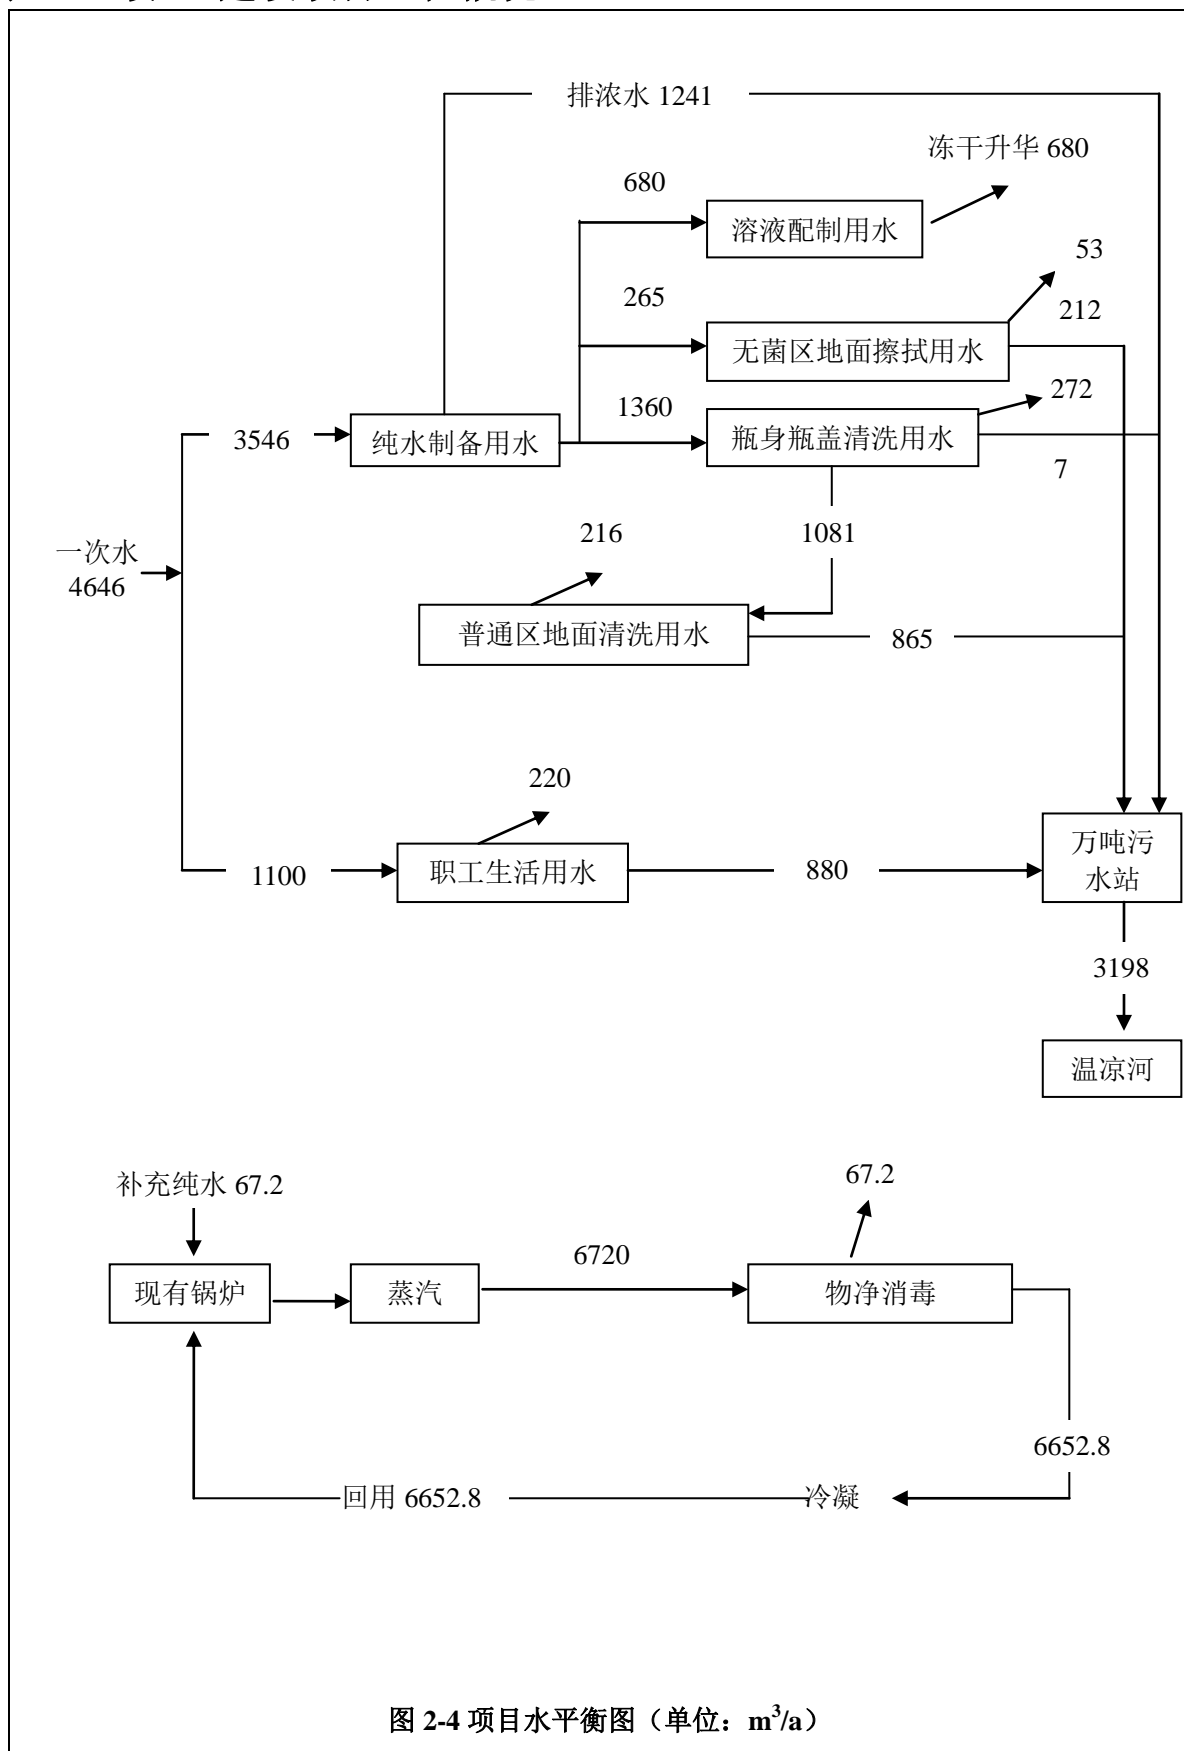 排浓水 1241
冻干升华 680
680
溶液配制用水
53
265
212
无菌区地面擦拭用水
272
1360
3546
纯水制备用水
瓶身瓶盖清洗用水
7
216
1081
一次水
4646
普通区地面清洗用水
865
220
1100
职工生活用水
880
万吨污
水站
3198
温凉河
补充纯水 67.2
67.2
6720
现有锅炉
蒸汽
物净消毒
6652.8
回用 6652.8
冷凝
图 2-4 项目水平衡图（单位：m³/a）